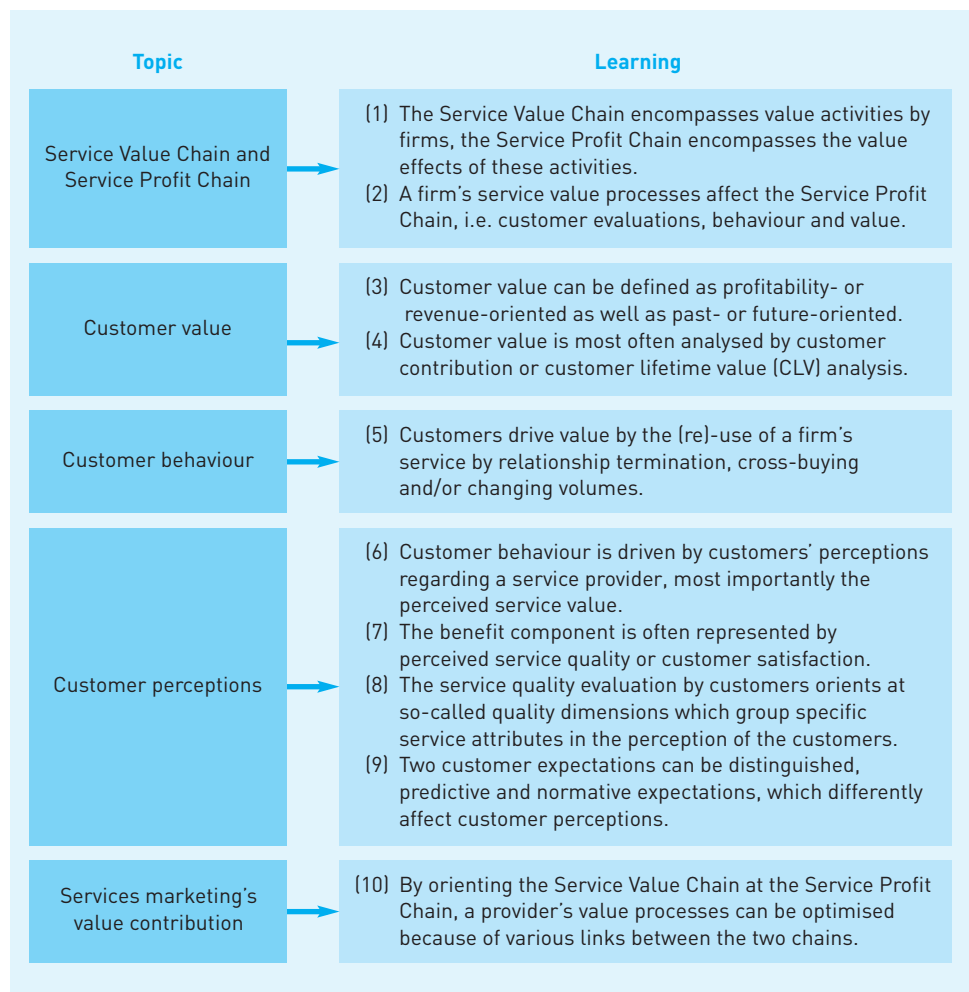 Topic
Learning
Service Value Chain and
Service Profit Chain
(1) The Service Value Chain encompasses value activities by
firms, the Service Profit Chain encompasses the value
effects of these activities.
(2) A firm's service value processes affect the Service Profit
Chain, i.e. customer evaluations, behaviour and value.
Customer value
(3) Customer value can be defined as profitability- or
revenue-oriented as well as past- or future-oriented.
(4) Customer value is most often analysed by customer
contribution or customer lifetime value (CLV) analysis.
Customer behaviour
(5) Customers drive value by the (re)-use of a firm's
service by relationship termination, cross-buying
and/or changing volumes.
Customer perceptions
(6) Customer behaviour is driven by customers' perceptions
regarding a service provider, most importantly the
perceived service value.
(7) The benefit component is often represented by
perceived service quality or customer satisfaction.
(8) The service quality evaluation by customers orients at
so-called quality dimensions which group specific
service attributes in the perception of the customers.
(9) Two customer expectations can be distinguished,
predictive and normative expectations, which differently
affect customer perceptions.
Services marketing's
value contribution
(10) By orienting the Service Value Chain at the Service Profit
Chain, a provider's value processes can be optimised
because of various links between the two chains.